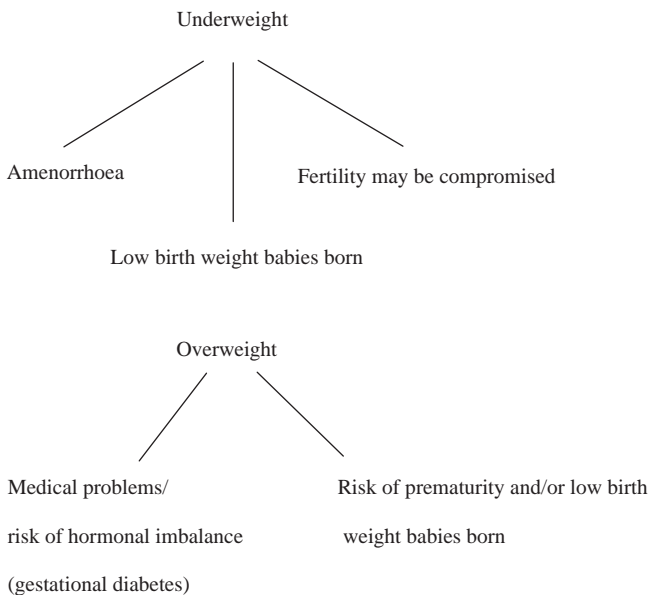 Underweight
Amenorrhoea
Fertility may be compromised
Low birth weight babies born
Overweight
Medical problems/
risk of hormonal imbalance
(gestational diabetes)
Risk of prematurity and/or low birth
weight babies born